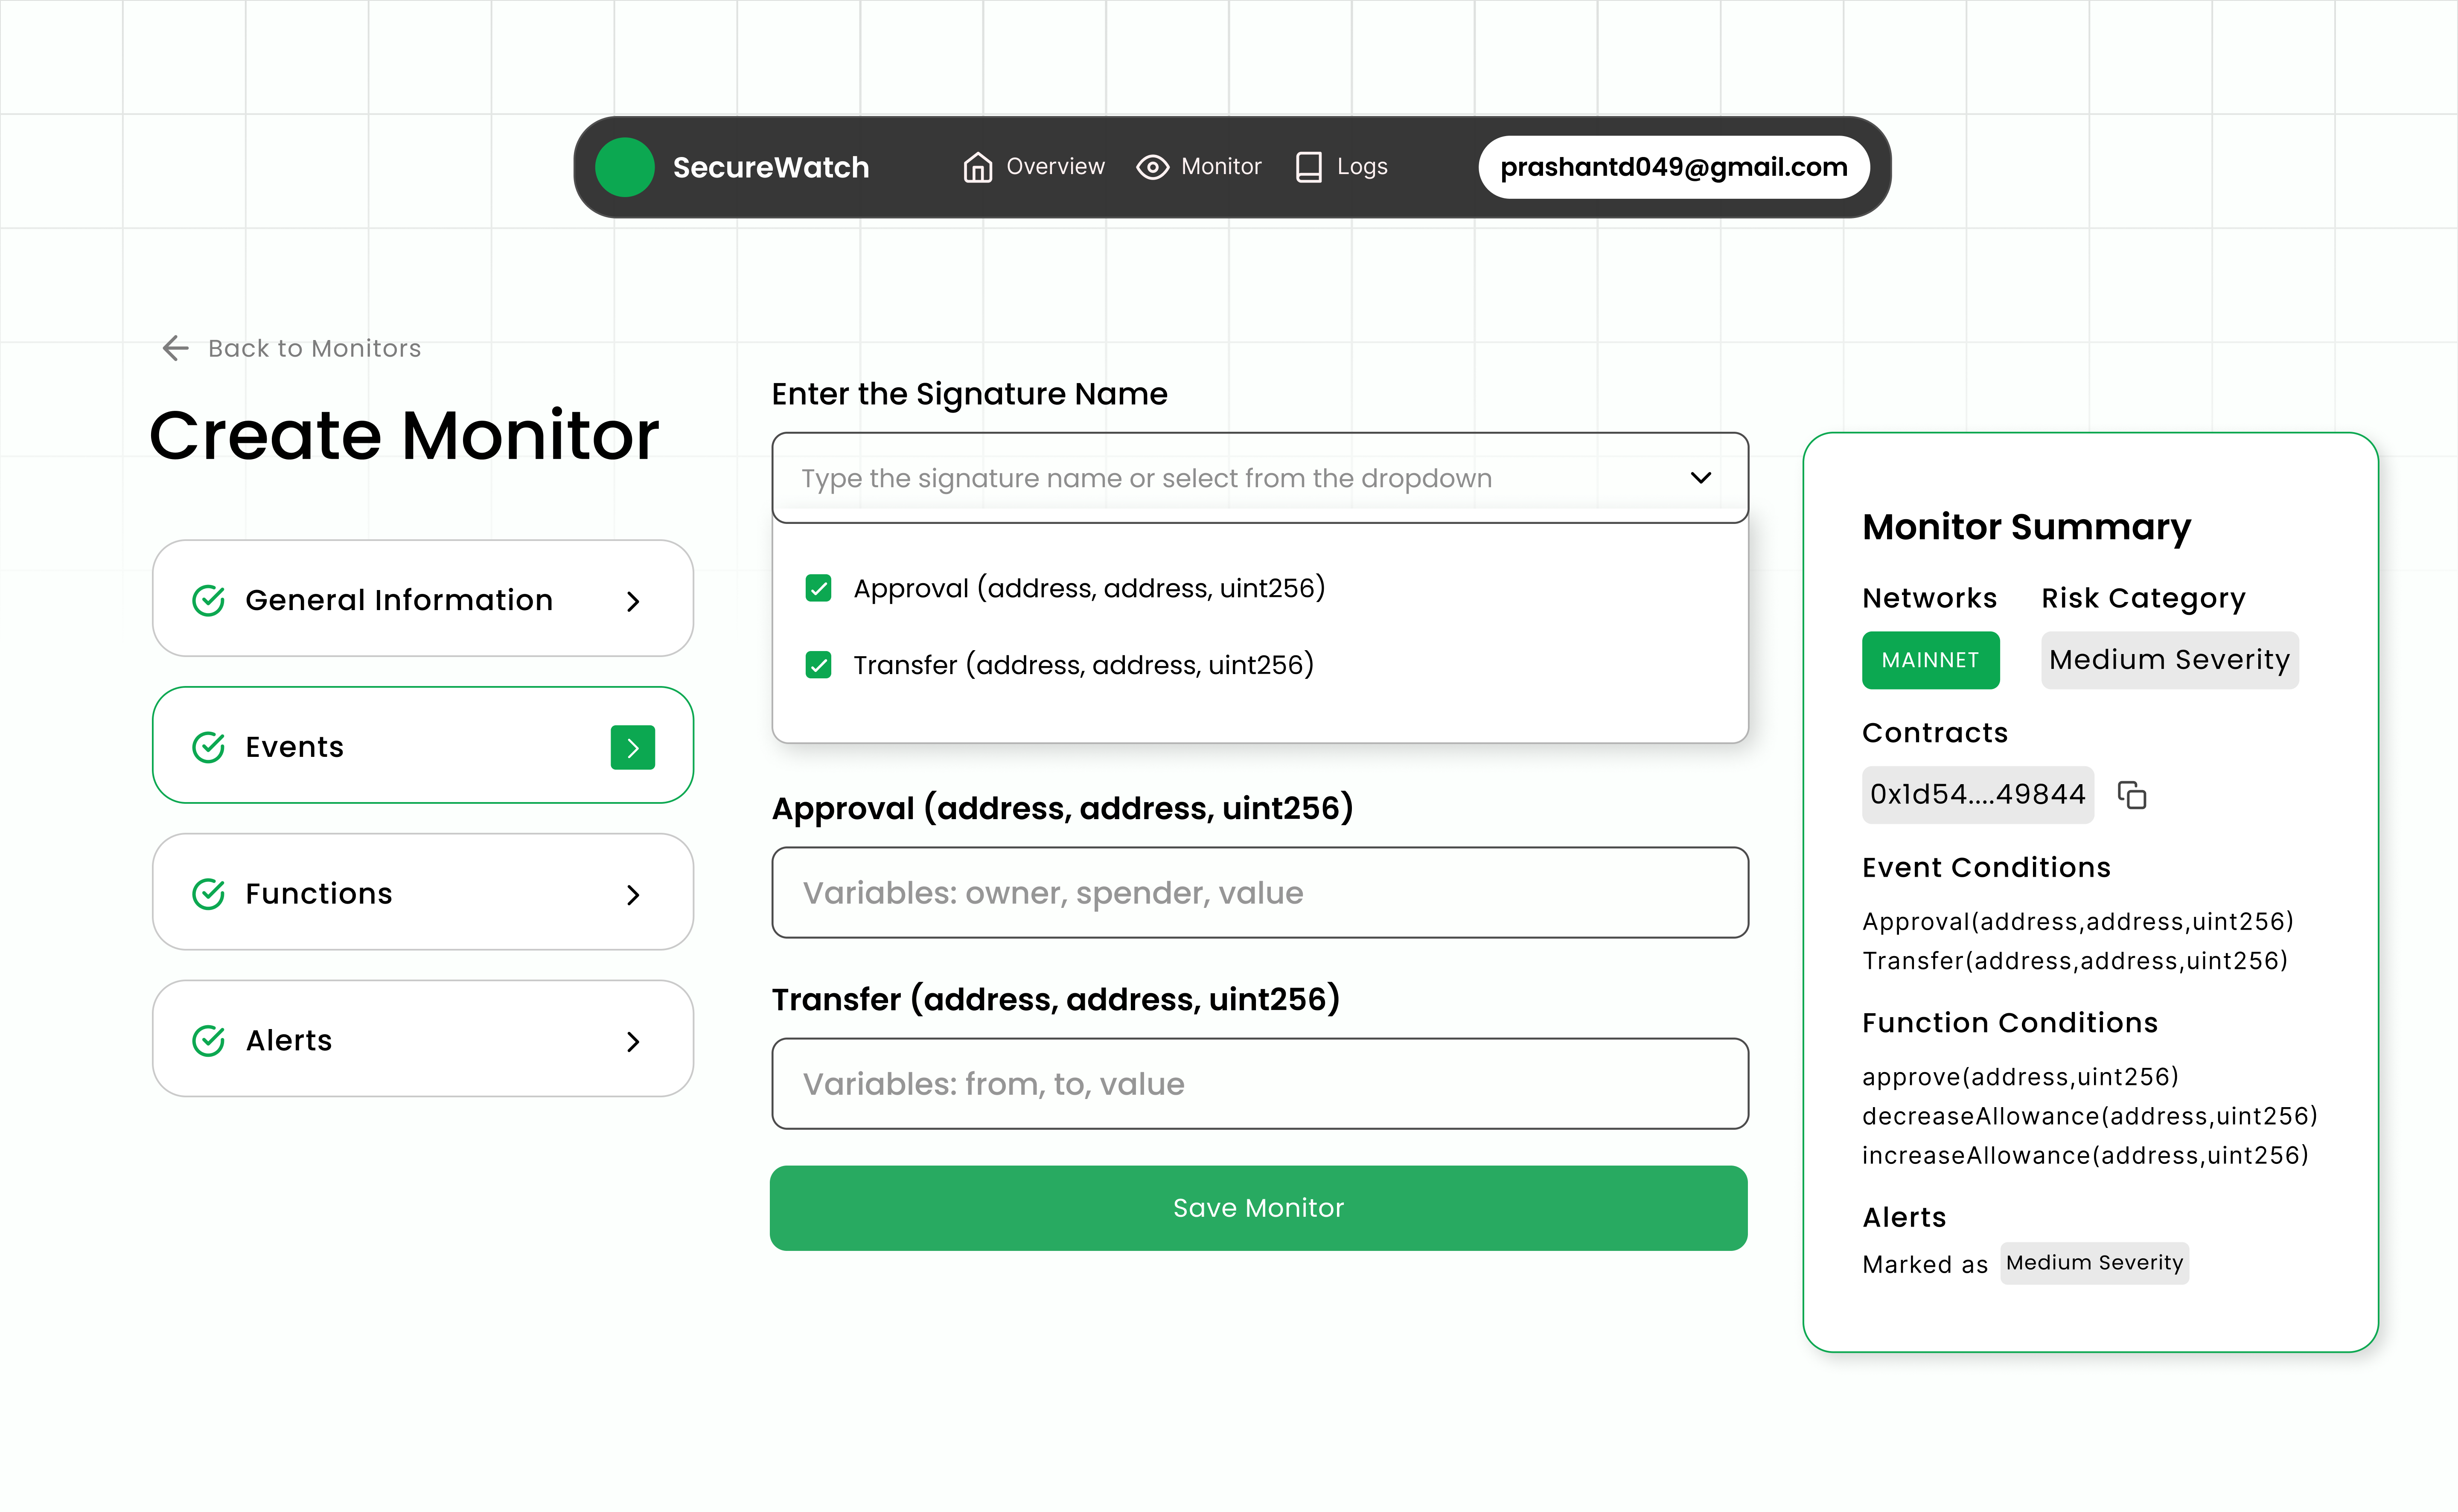 SecureWatch
Overview
Monitor
Logs
prashantd049@gmail.com
Back to Monitors
Create Monitor
General Information
Events
Functions
Alerts
Enter the Signature Name
Type the signature name or select from the dropdown
Approval (address, address, uint256)
Transfer (address, address, uint256)
Approval (address, address, uint256)
Variables: owner, spender, value
Transfer (address, address, uint256)
Variables: from, to, value
Save Monitor
Monitor Summary
Networks
Risk Category
MAINNET
Medium Severity
Contracts
0x1d54....49844
Event Conditions
Approval(address,address,uint256)
Transfer(address,address,uint256)
Function Conditions
approve(address,uint256)
decreaseAllowance(address,uint256)
increaseAllowance(address,uint256)
Alerts
Marked as Medium Severity